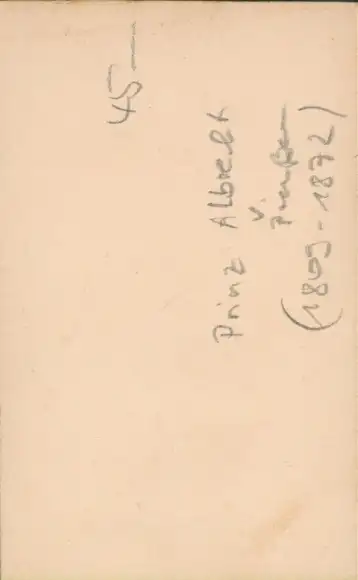 45—
Prinz Albrecht
v.
Preußen
(1809-1872)